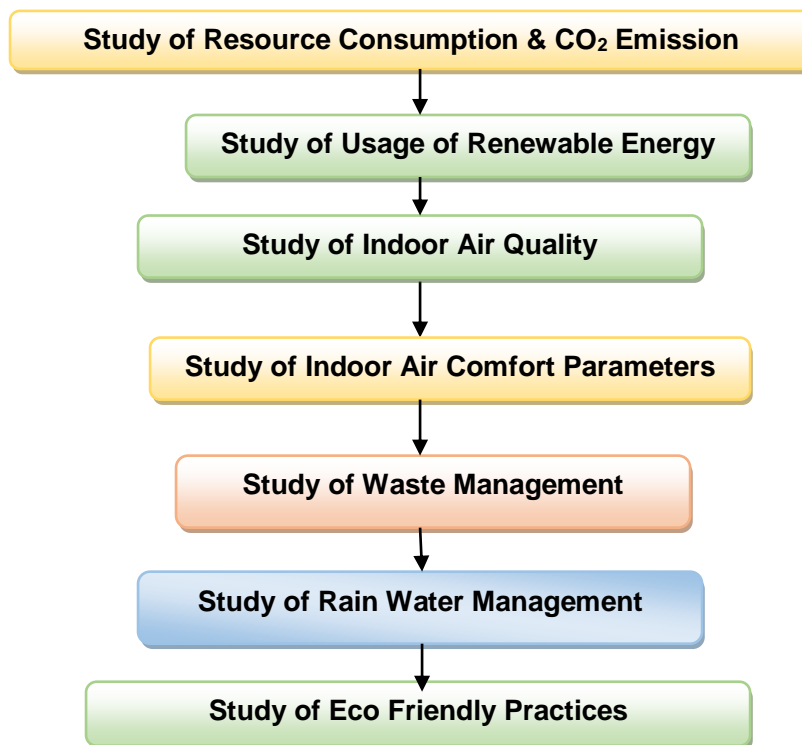 Study of Resource Consumption & CO₂ Emission
Study of Usage of Renewable Energy
Study of Indoor Air Quality
Study of Indoor Air Comfort Parameters
Study of Waste Management
Study of Rain Water Management
Study of Eco Friendly Practices